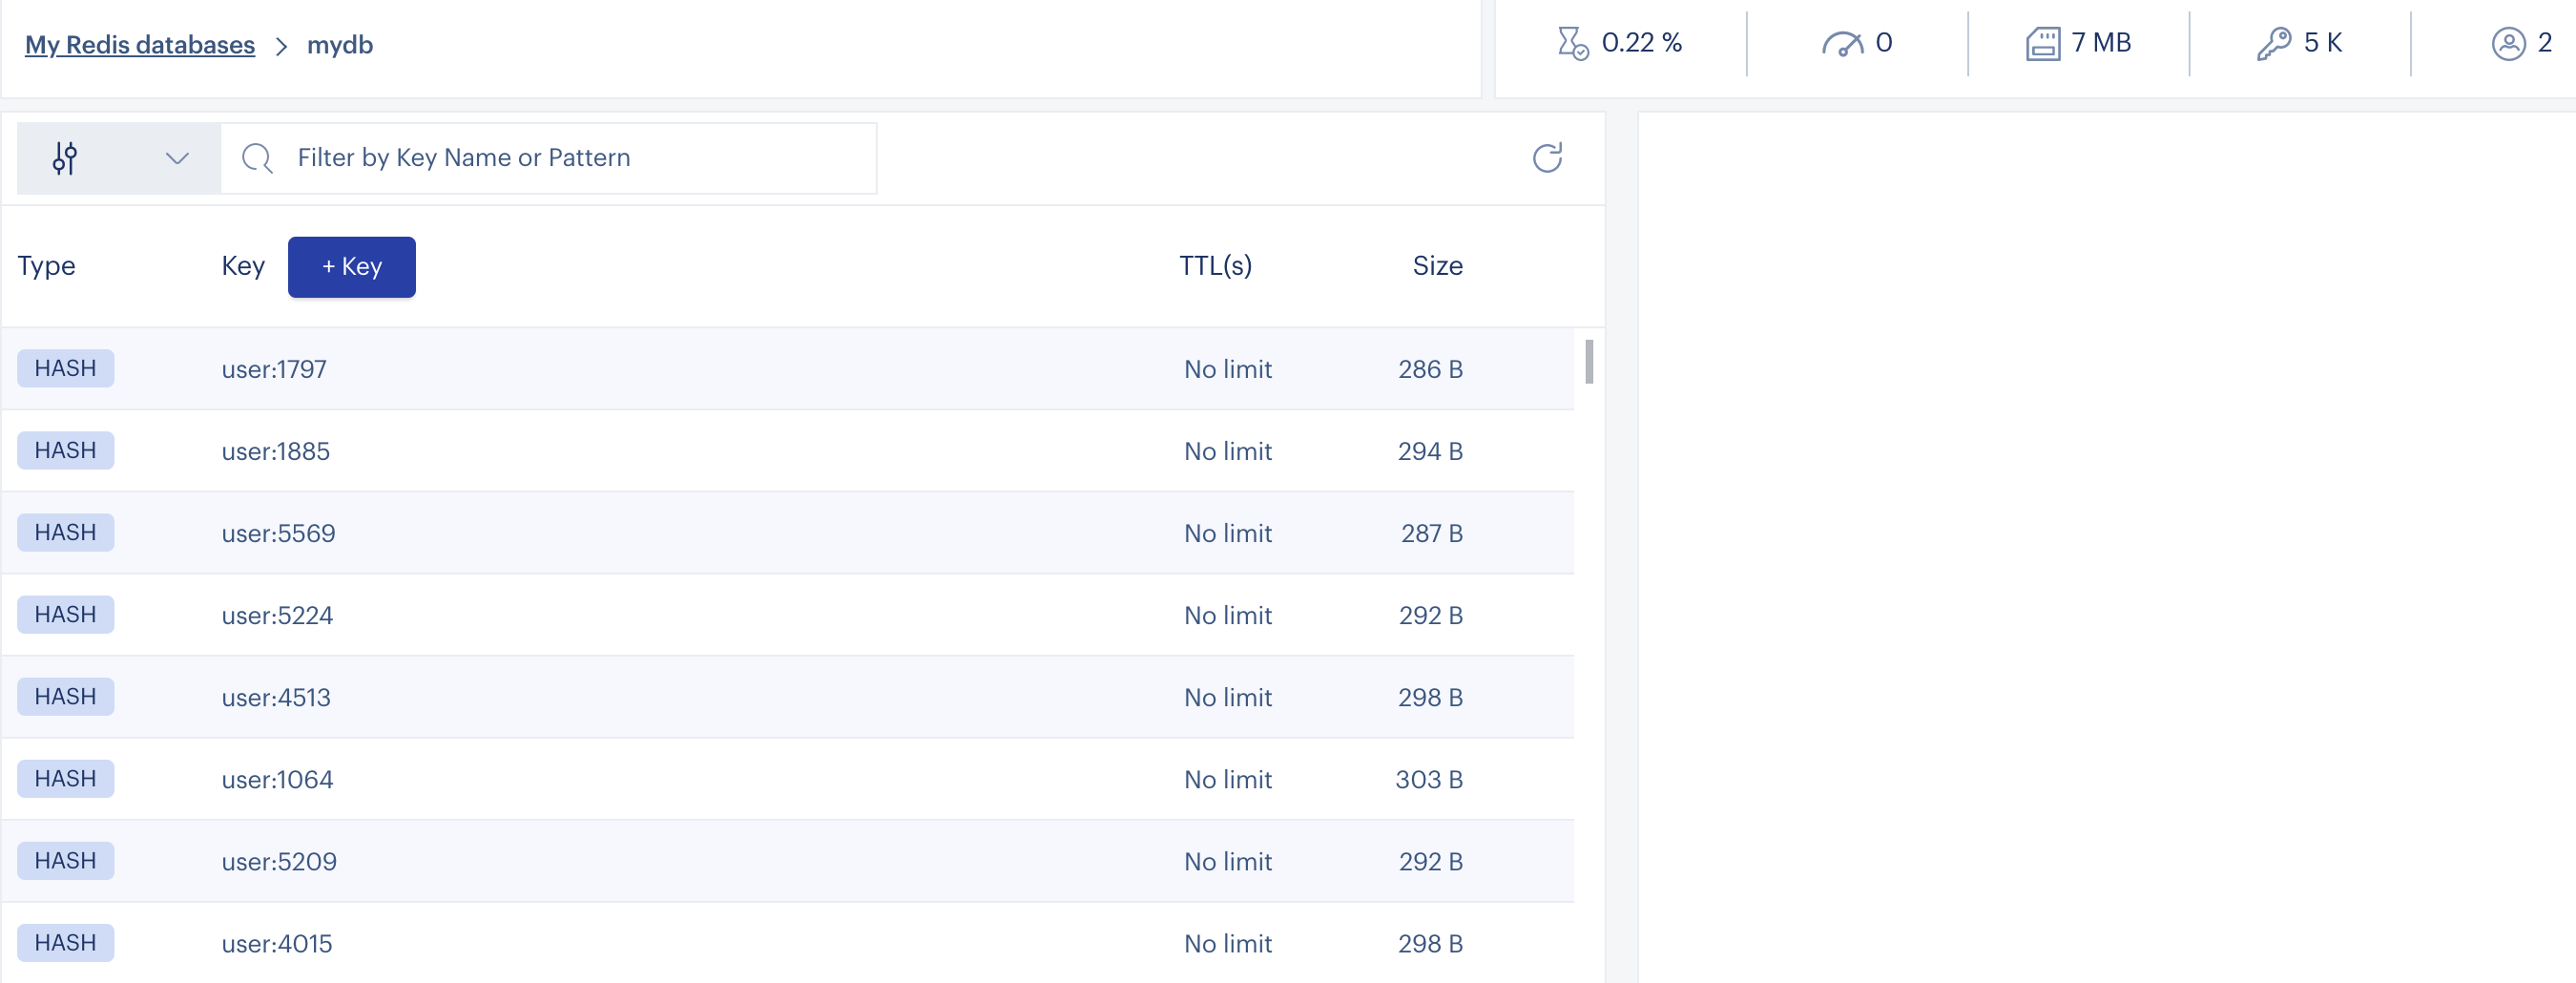 My Redis databases > mydb
0.22 % 0 7 MB 5 K 2
Filter by Key Name or Pattern
Type Key + Key TTL(s) Size
HASH user:1797 No limit 286 B
HASH user:1885 No limit 294 B
HASH user:5569 No limit 287 B
HASH user:5224 No limit 292 B
HASH user:4513 No limit 298 B
HASH user:1064 No limit 303 B
HASH user:5209 No limit 292 B
HASH user:4015 No limit 298 B